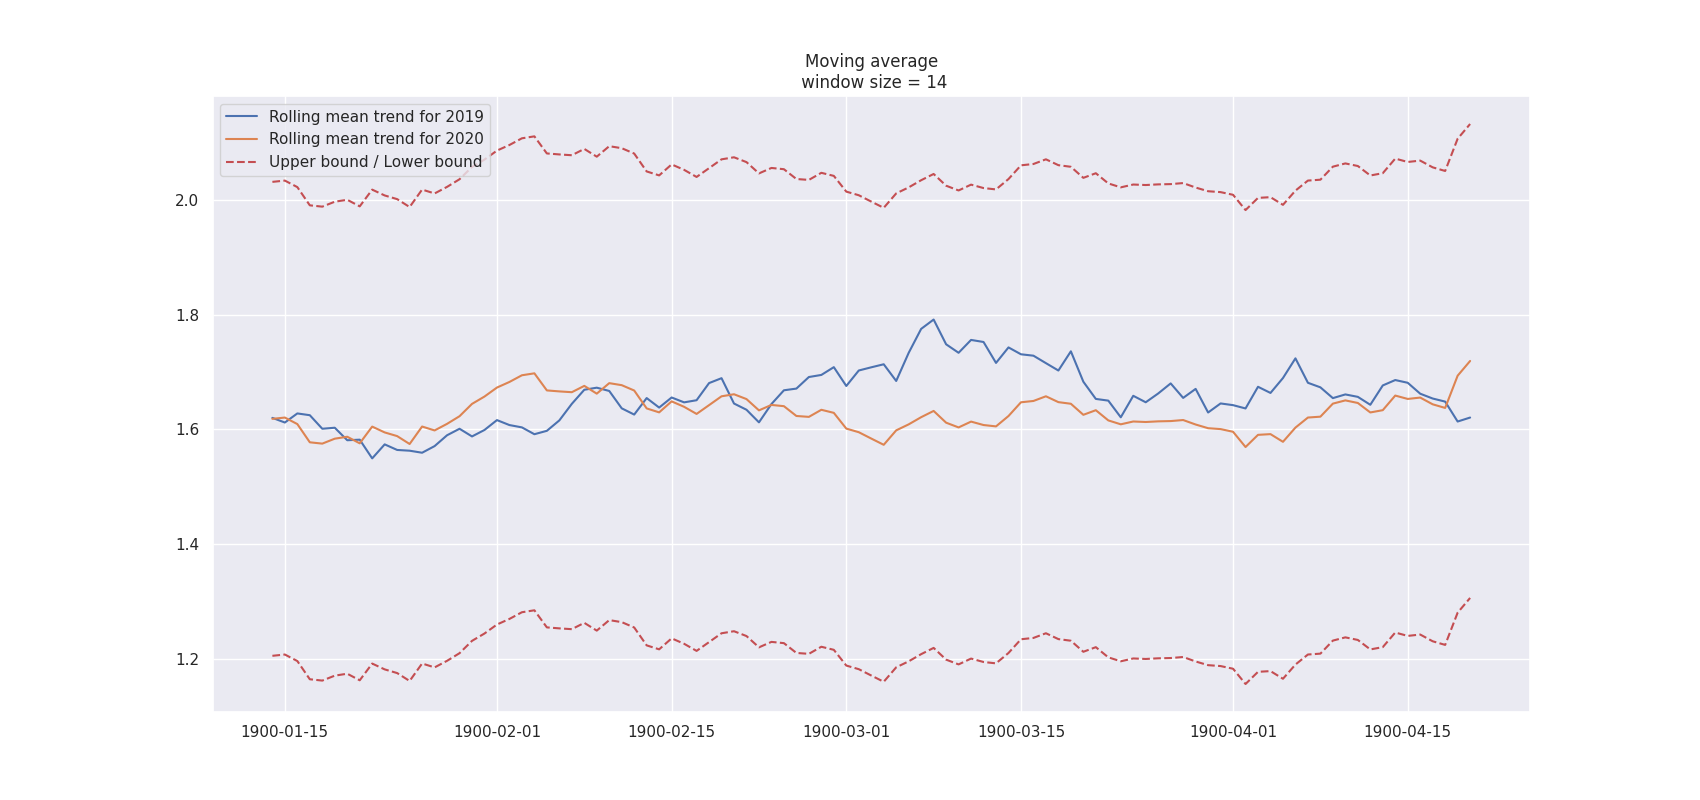 Moving average
window size = 14
Rolling mean trend for 2019
Rolling mean trend for 2020
Upper bound / Lower bound
2.0
1.8
1.6
1.4
1.2
1900-01-15 1900-02-01 1900-02-15 1900-03-01 1900-03-15 1900-04-01 1900-04-15